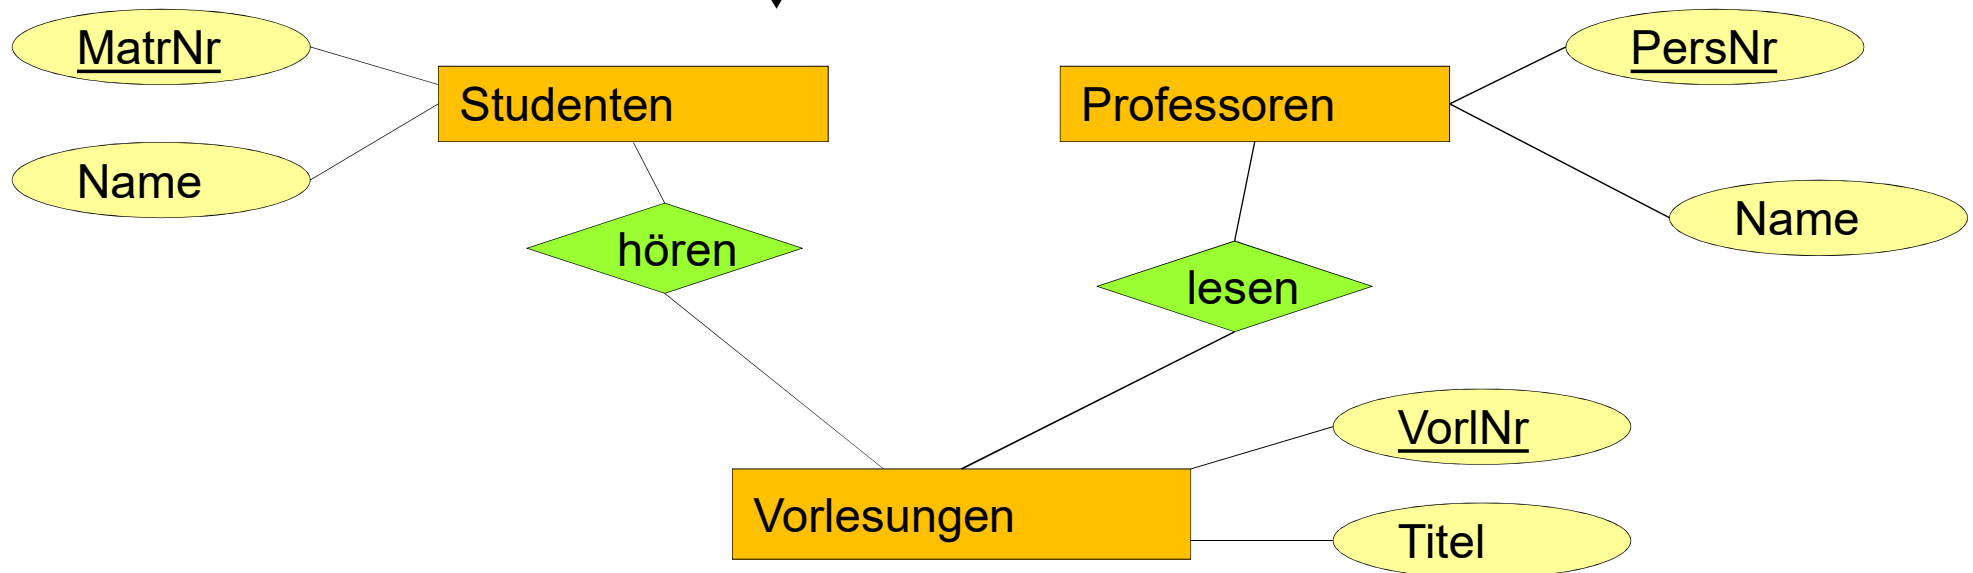 MatrNr
PersNr
Studenten
Professoren
Name
Name
hören
lesen
VorlNr
Vorlesungen
Titel